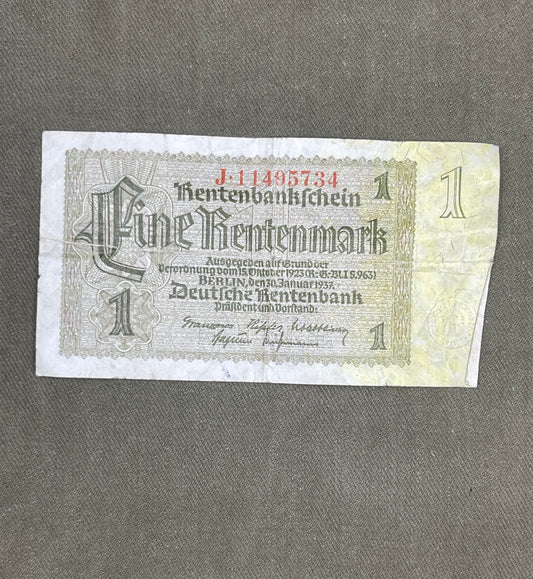 J·11495734
Rentenbankschein
1
Eine Rentenmark
1
Ausgegeben auf Grund der
Verordnung vom 15. Oktober 1923 (R.G.Bl.I S.963)
BERLIN, den 30. Januar 1937.
Deutsche Rentenbank
Präsident und Vorstand:
1
1